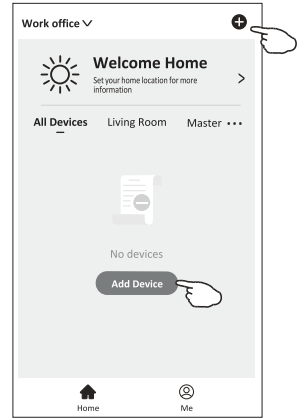 Work office
Welcome Home
Set your home location for more
information
All Devices Living Room Master
No devices
Add Device
Home Me